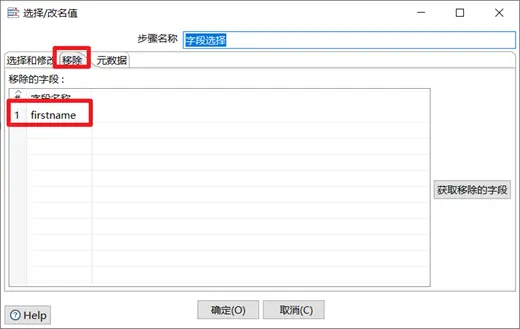 选择/改名值
步骤名称 字段选择
选择和修改 移除 元数据
移除的字段：
# 字段名称
1 firstname
获取移除的字段
Help 确定(O) 取消(C)